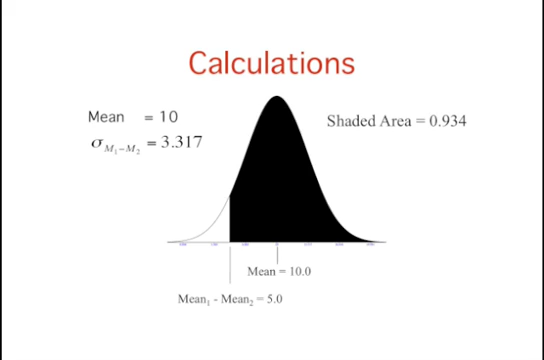 Calculations
Mean = 10
σM₁−M₂ = 3.317
Shaded Area = 0.934
Mean = 10.0
Mean₁ - Mean₂ = 5.0